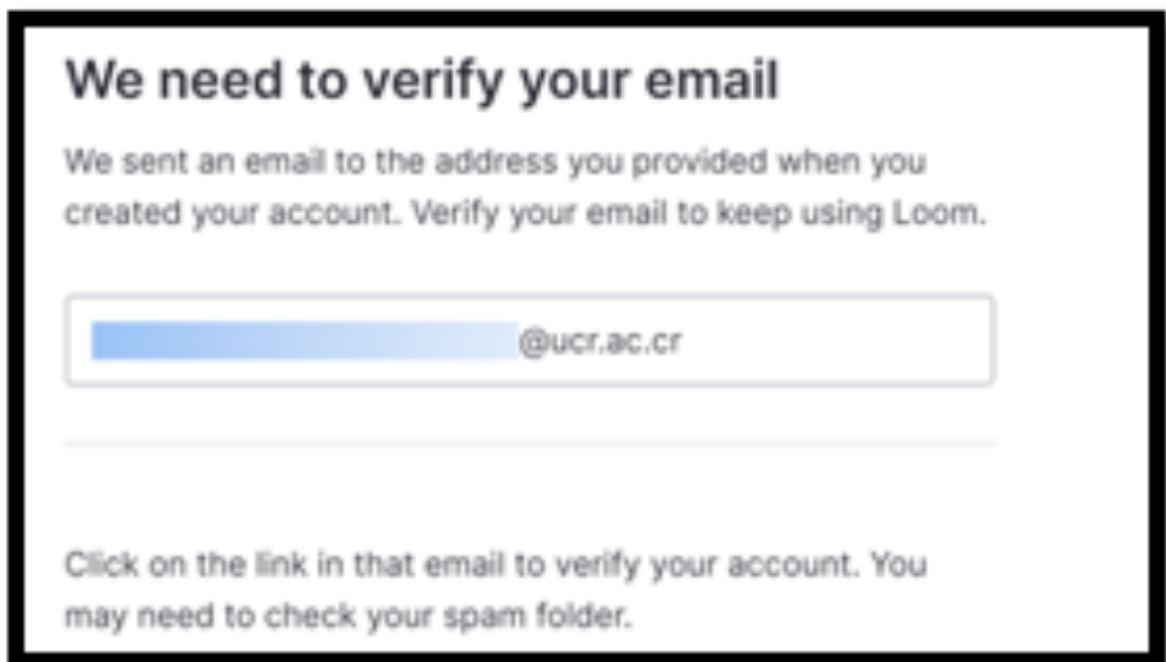 We need to verify your email
We sent an email to the address you provided when you
created your account. Verify your email to keep using Loom.
@ucr.ac.cr
Click on the link in that email to verify your account. You
may need to check your spam folder.